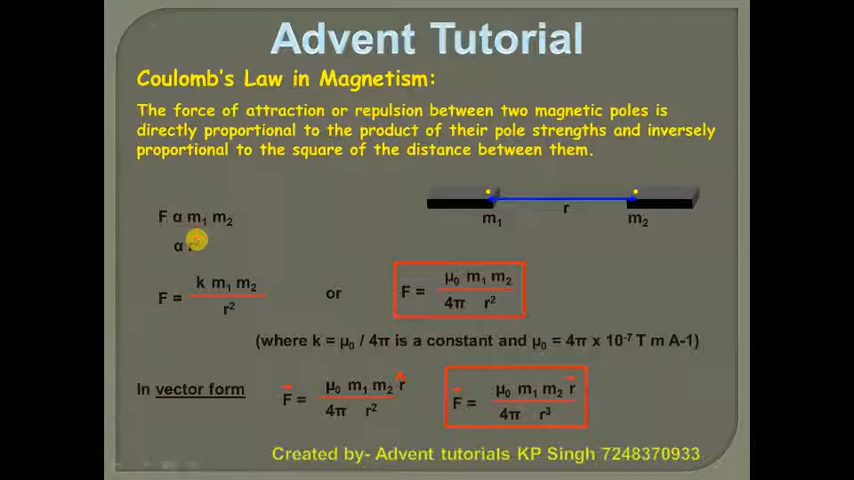 Advent Tutorial
Coulomb's Law in Magnetism:
The force of attraction or repulsion between two magnetic poles is
directly proportional to the product of their pole strengths and inversely
proportional to the square of the distance between them.
F α m₁ m₂
α
m₁ r m₂
F = k m₁ m₂ / r² or F = μ₀ m₁ m₂ / 4π r²
(where k = μ₀ / 4π is a constant and μ₀ = 4π x 10⁻⁷ T m A-1)
In vector form F⃗ = μ₀ m₁ m₂ r̂ / 4π r² F⃗ = μ₀ m₁ m₂ r⃗ / 4π r³
Created by- Advent tutorials KP Singh 7248370933